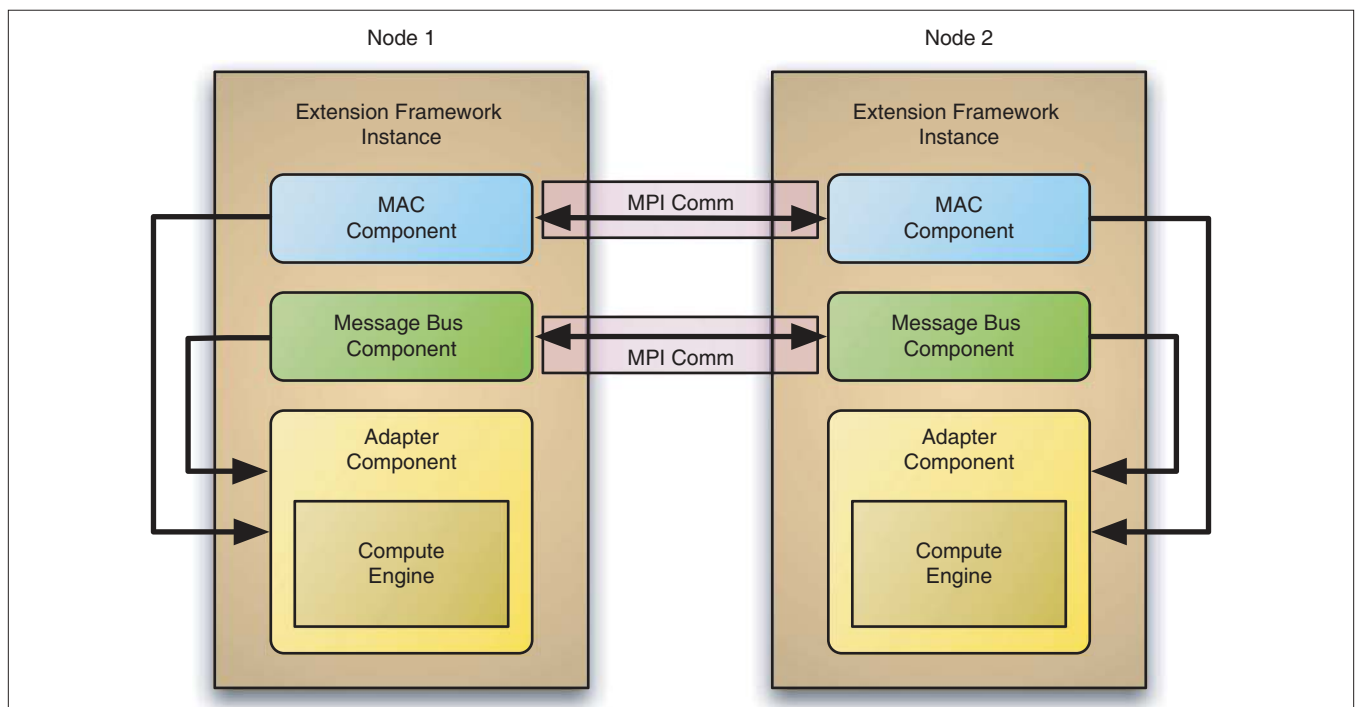 Node 1
Node 2
Extension Framework
Instance
MAC
Component
Message Bus
Component
Adapter
Component
Compute
Engine
MPI Comm
MPI Comm
Extension Framework
Instance
MAC
Component
Message Bus
Component
Adapter
Component
Compute
Engine